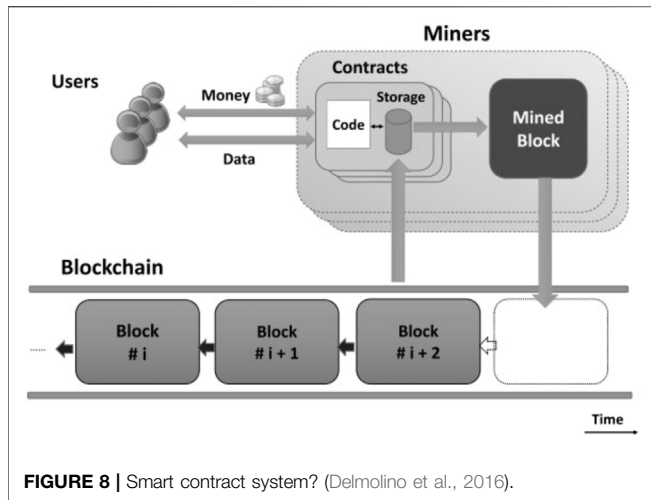 Miners
Users
Contracts
Money
Storage
Code
Mined
Block
Data
Blockchain
Block
# i
Block
# i + 1
Block
# i + 2
......
Time
FIGURE 8 | Smart contract system? (Delmolino et al., 2016).